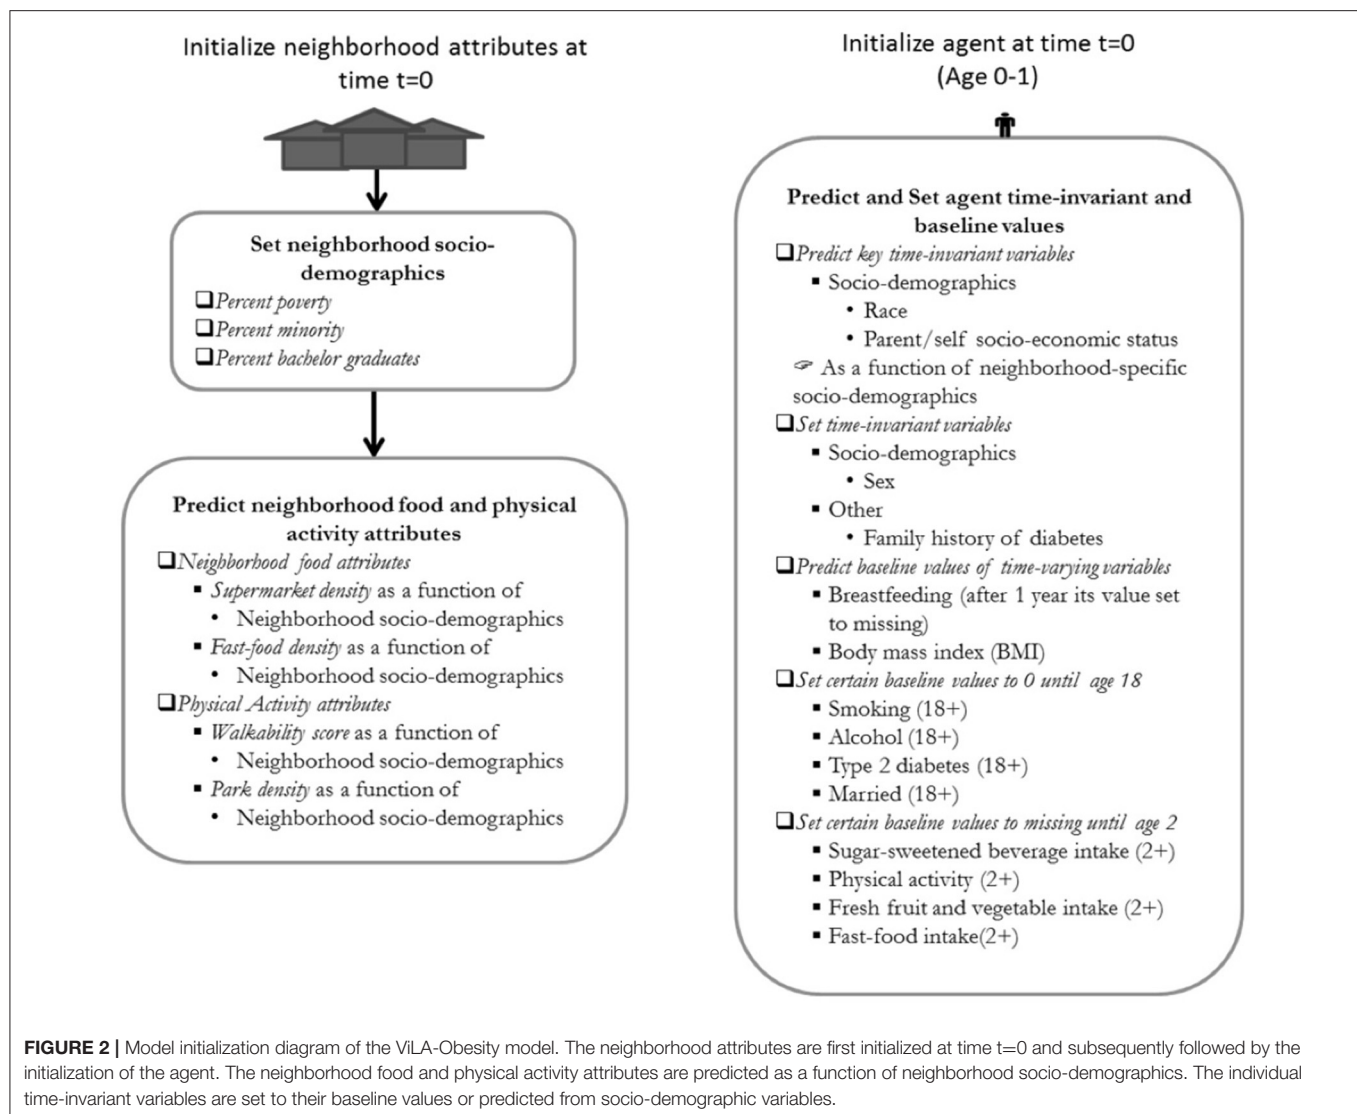 Initialize neighborhood attributes at
time t=0
Set neighborhood socio-
demographics
❑Percent poverty
❑Percent minority
❑Percent bachelor graduates
Predict neighborhood food and physical
activity attributes
❑Neighborhood food attributes
▪ Supermarket density as a function of
• Neighborhood socio-demographics
▪ Fast-food density as a function of
• Neighborhood socio-demographics
❑Physical Activity attributes
▪ Walkability score as a function of
• Neighborhood socio-demographics
▪ Park density as a function of
• Neighborhood socio-demographics
Initialize agent at time t=0
(Age 0-1)
Predict and Set agent time-invariant and
baseline values
❑Predict key time-invariant variables
▪ Socio-demographics
• Race
• Parent/self socio-economic status
☞ As a function of neighborhood-specific
socio-demographics
❑Set time-invariant variables
▪ Socio-demographics
• Sex
▪ Other
• Family history of diabetes
❑Predict baseline values of time-varying variables
▪ Breastfeeding (after 1 year its value set
to missing)
▪ Body mass index (BMI)
❑Set certain baseline values to 0 until age 18
▪ Smoking (18+)
▪ Alcohol (18+)
▪ Type 2 diabetes (18+)
▪ Married (18+)
❑Set certain baseline values to missing until age 2
▪ Sugar-sweetened beverage intake (2+)
▪ Physical activity (2+)
▪ Fresh fruit and vegetable intake (2+)
▪ Fast-food intake(2+)
FIGURE 2 | Model initialization diagram of the ViLA-Obesity model. The neighborhood attributes are first initialized at time t=0 and subsequently followed by the
initialization of the agent. The neighborhood food and physical activity attributes are predicted as a function of neighborhood socio-demographics. The individual
time-invariant variables are set to their baseline values or predicted from socio-demographic variables.